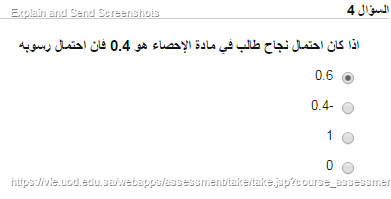 Explain and Send Screenshots
السؤال 4
اذا كان احتمال نجاح طالب في مادة الإحصاء هو 0.4 فان احتمال رسوبه
0.6
0.4-
1
0
https://vle.uod.edu.sa/webapps/assessment/take/take.jsp?course_assessmen